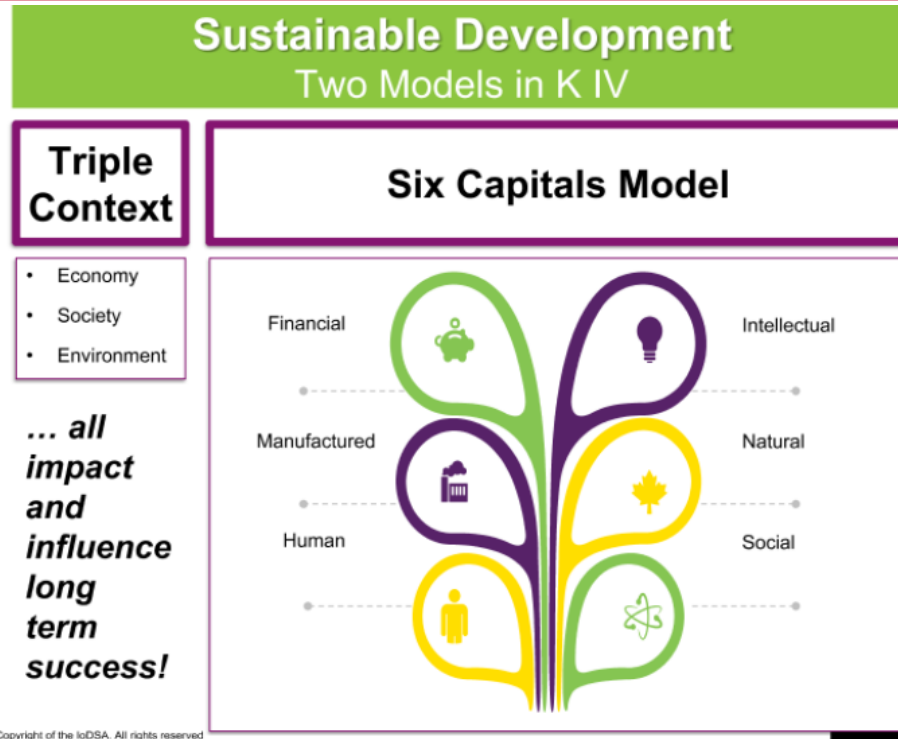 Sustainable Development
Two Models in K IV
Triple
Context
Six Capitals Model
• Economy
• Society
• Environment
... all
impact
and
influence
long
term
success!
Financial
Intellectual
Manufactured
Natural
Human
Social
Copyright of the IoDSA. All rights reserved